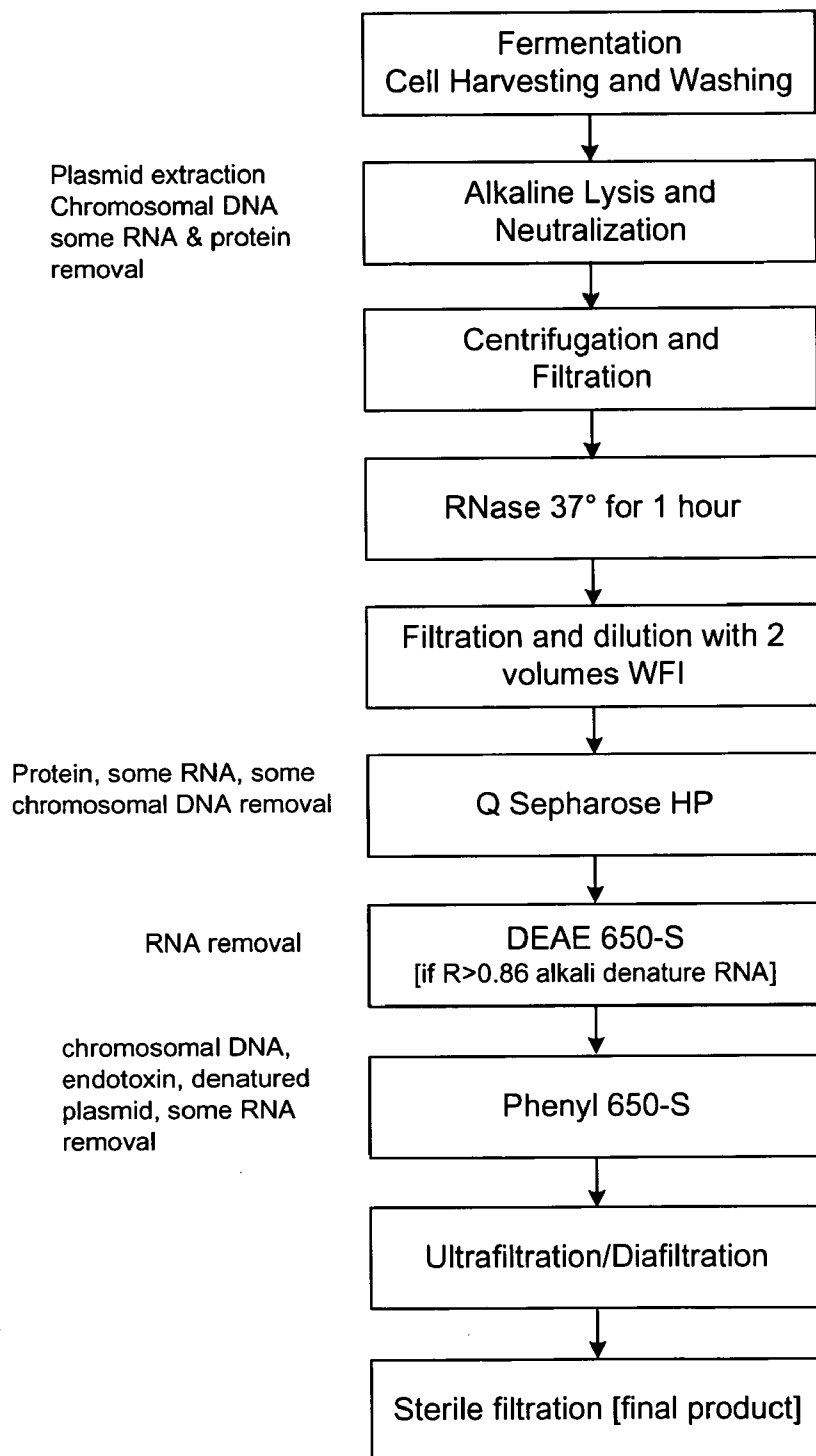 Fermentation
Cell Harvesting and Washing
Plasmid extraction
Chromosomal DNA
some RNA & protein
removal
Alkaline Lysis and
Neutralization
Centrifugation and
Filtration
RNase 37° for 1 hour
Filtration and dilution with 2
volumes WFI
Protein, some RNA, some
chromosomal DNA removal
Q Sepharose HP
RNA removal
DEAE 650-S
[if R>0.86 alkali denature RNA]
chromosomal DNA,
endotoxin, denatured
plasmid, some RNA
removal
Phenyl 650-S
Ultrafiltration/Diafiltration
Sterile filtration [final product]